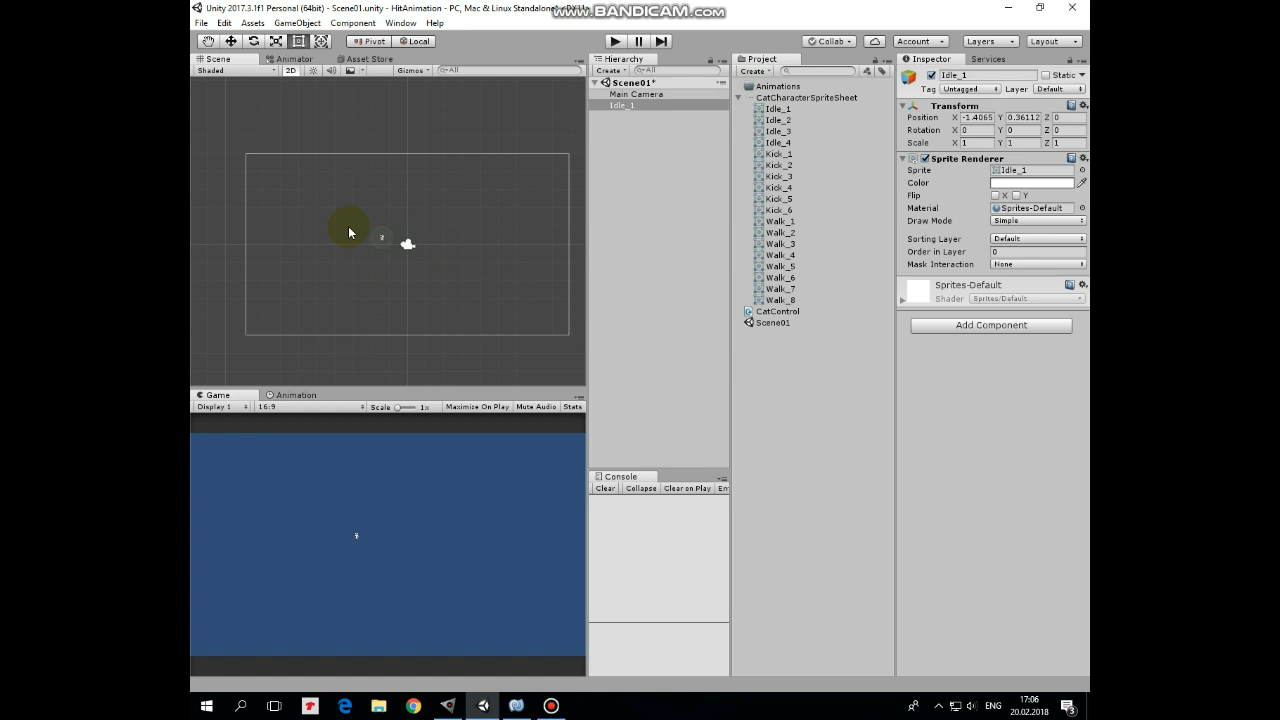 Unity 2017.3.1f1 Personal (64bit) - Scene01.unity - HitAnimation - PC, Mac & Linux Standalone
www.BANDICAM.com
File Edit Assets GameObject Component Window Help
Pivot Local Collab Account Layers Layout
Scene Animator Asset Store
Shaded 2D Gizmos All
Hierarchy
Create All
Scene01*
Main Camera
Idle_1
Project
Create
Animations
CatCharacterSpriteSheet
Idle_1
Idle_2
Idle_3
Idle_4
Kick_1
Kick_2
Kick_3
Kick_4
Kick_5
Kick_6
Walk_1
Walk_2
Walk_3
Walk_4
Walk_5
Walk_6
Walk_7
Walk_8
CatControl
Scene01
Inspector Services
Idle_1 Static
Tag Untagged Layer Default
Transform
Position X -1.4065 Y 0.36112 Z 0
Rotation X 0 Y 0 Z 0
Scale X 1 Y 1 Z 1
Sprite Renderer
Sprite Idle_1
Color
Flip X Y
Material Sprites-Default
Draw Mode Simple
Sorting Layer Default
Order in Layer 0
Mask Interaction None
Sprites-Default
Shader Sprites/Default
Add Component
Game Animation
Display 1 16:9 Scale 1x Maximize On Play Mute Audio Stats
Console
Clear Collapse Clear on Play
ENG
17:06
20.02.2018
3